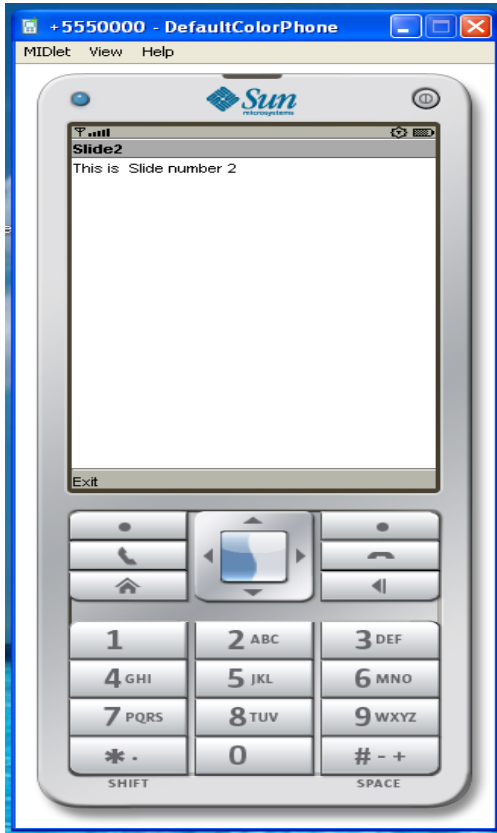 +5550000 - DefaultColorPhone
MIDlet View Help
Sun
microsystems
Slide2
This is Slide number 2
Exit
1 2 ABC 3 DEF
4 GHI 5 JKL 6 MNO
7 PQRS 8 TUV 9 WXYZ
* . 0 # - +
SHIFT SPACE